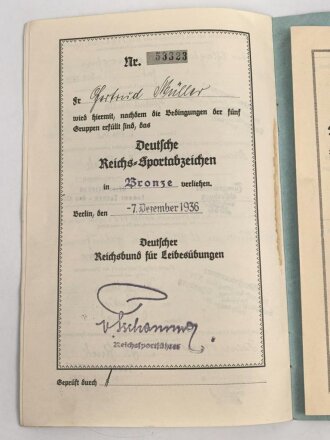 Nr. 53323
Fr Gertrud Müller
wird hiermit, nachdem die Bedingungen der fünf
Gruppen erfüllt sind, das
Deutsche
Reichs-Sportabzeichen
in Bronze verliehen.
Berlin, den -7. Dezember 1936
Deutscher
Reichsbund für Leibesübungen
Reichssportführer
Geprüft durch